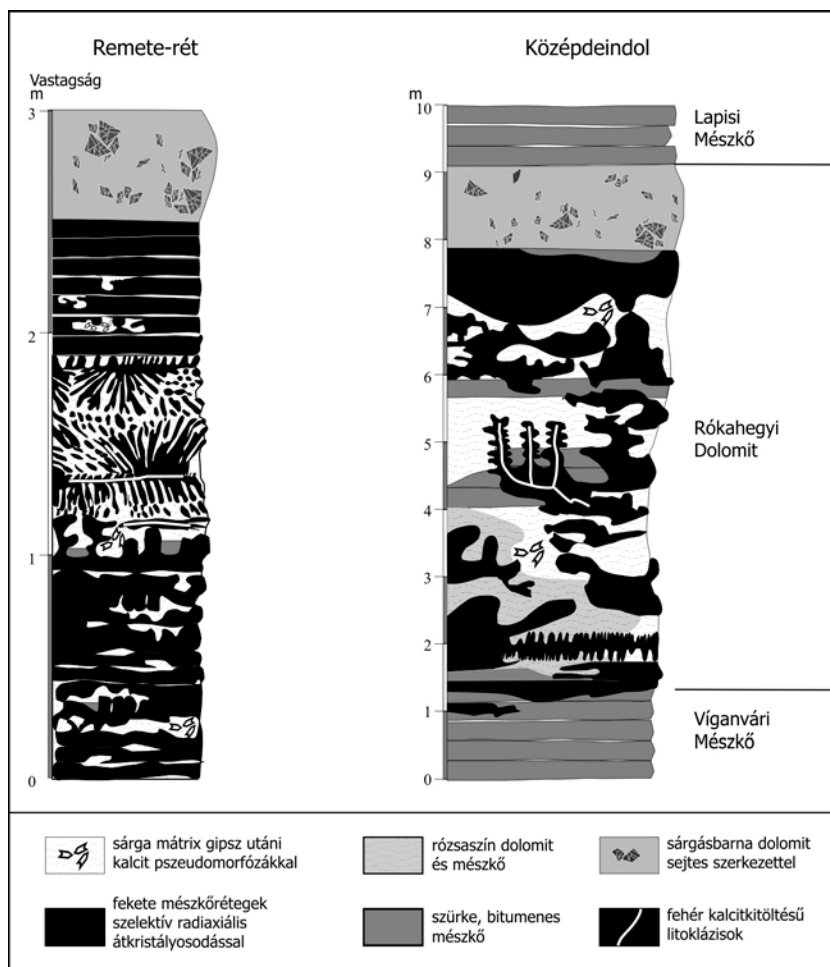 Remete-rét
Középdeindol
Vastagság
m
3
2
1
0
m
10
9
8
7
6
5
4
3
2
1
0
Lapisi
Mészkő
Rókahegyi
Dolomit
Víganvári
Mészkő
sárga mátrix gipsz utáni
kalcit pszeudomorfózákkal
rózsaszín dolomit
és mészkő
sárgásbarna dolomit
sejtes szerkezettel
fekete mészkőrétegek
szelektív radiaxiális
átkristályosodással
szürke, bitumenes
mészkő
fehér kalcitkitöltésű
litoklázisok